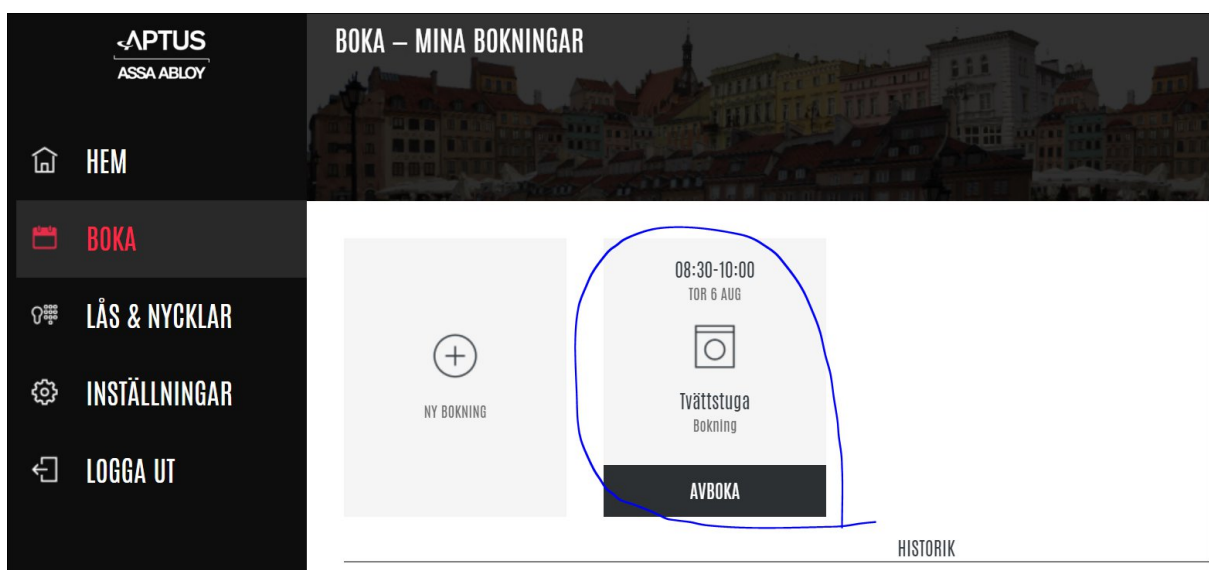 APTUS
ASSA ABLOY
HEM
BOKA
LÅS & NYCKLAR
INSTÄLLNINGAR
LOGGA UT
BOKA – MINA BOKNINGAR
NY BOKNING
08:30-10:00
TOR 6 AUG
Tvättstuga
Bokning
AVBOKA
HISTORIK